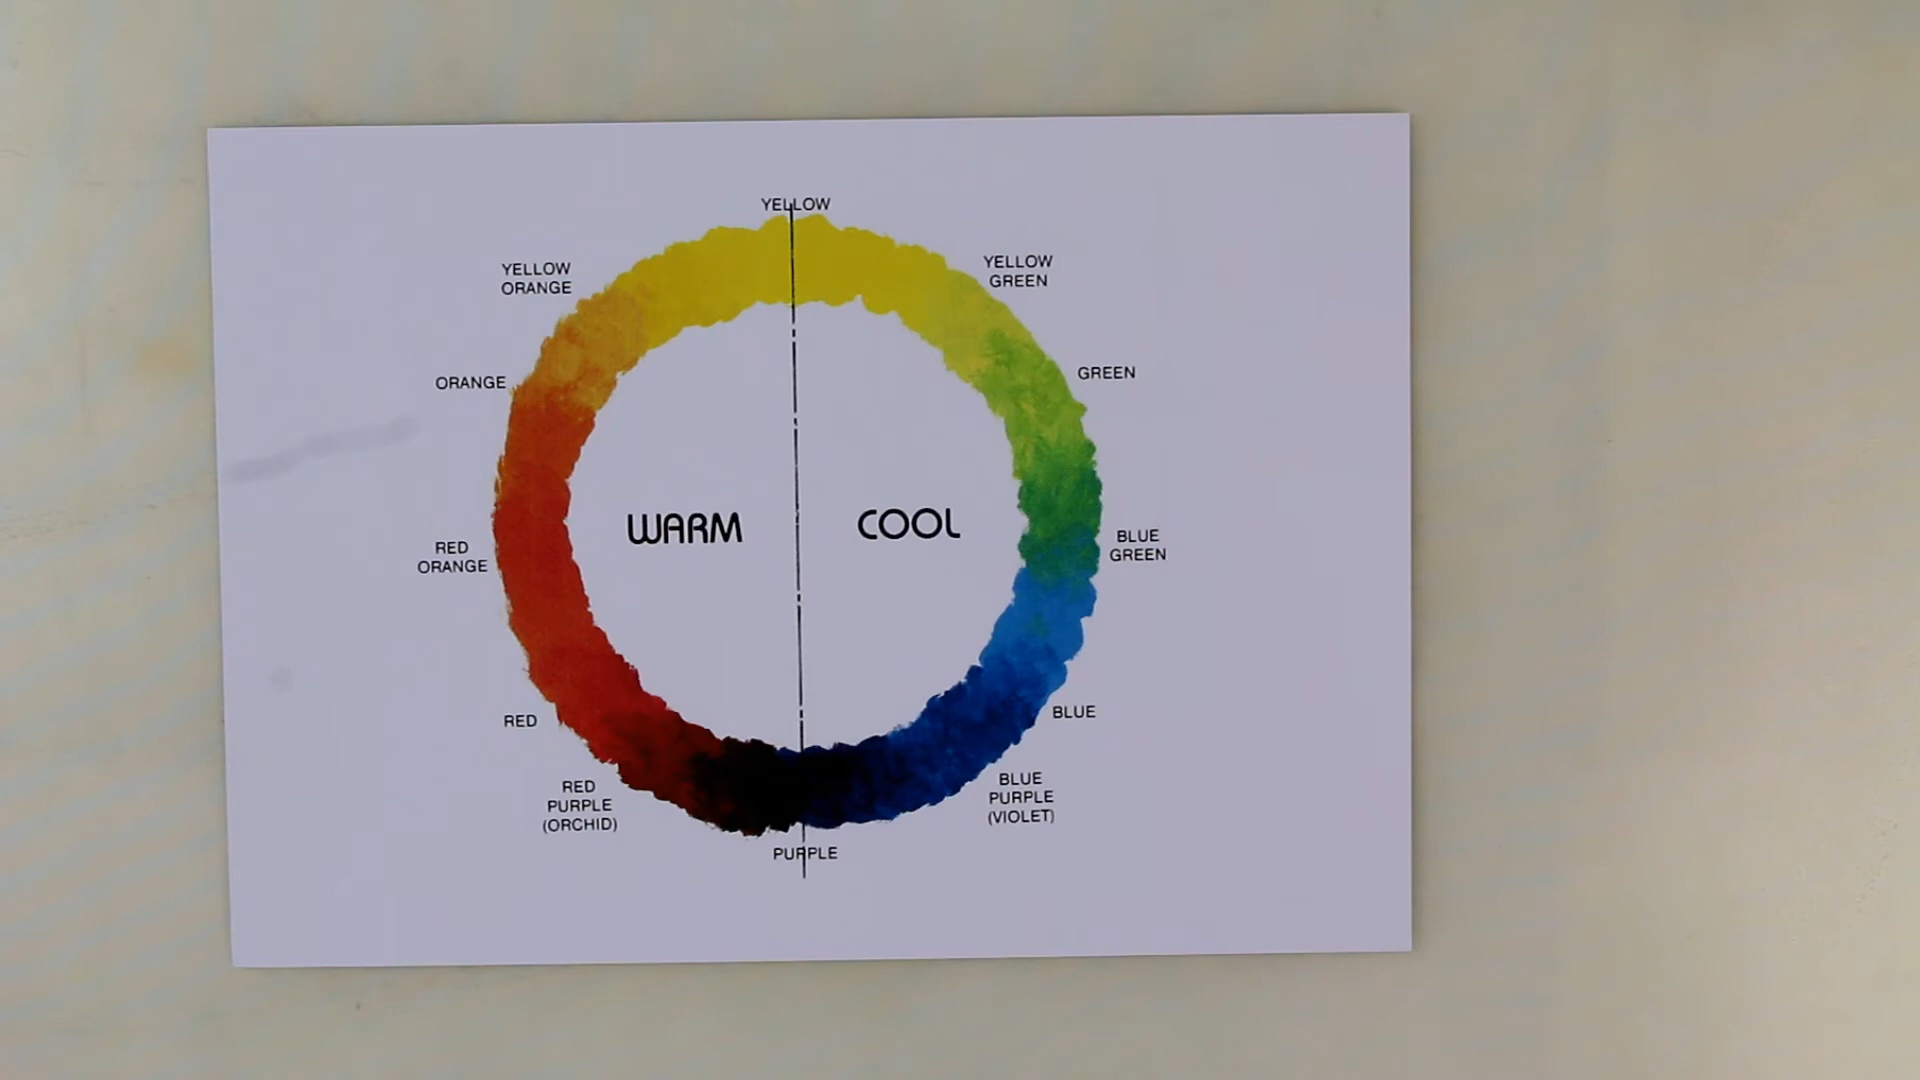 YELLOW
YELLOW
ORANGE
YELLOW
GREEN
ORANGE
GREEN
WARM
COOL
RED
ORANGE
BLUE
GREEN
RED
BLUE
RED
PURPLE
(ORCHID)
BLUE
PURPLE
(VIOLET)
PURPLE